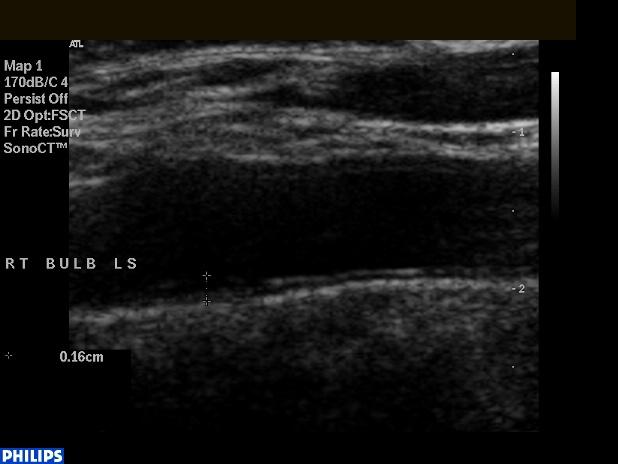 ATL
Map 1
170dB/C 4
Persist Off
2D Opt:FSCT
Fr Rate:Surv
SonoCT™
-1
RT BULB LS
-2
0.16cm
PHILIPS